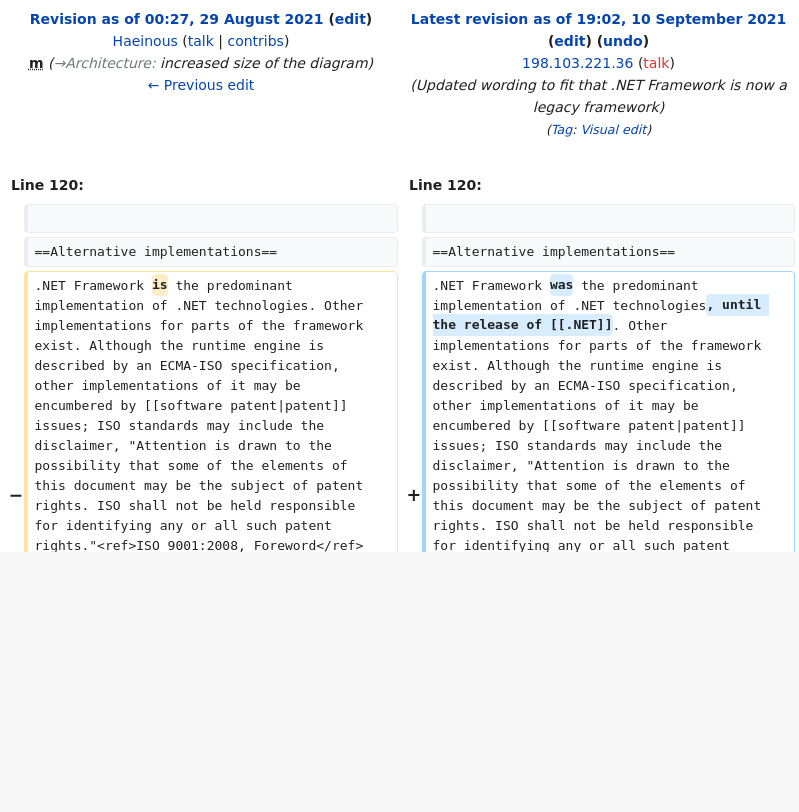 Revision as of 00:27, 29 August 2021 (edit)
Haeinous (talk | contribs)
m (→Architecture: increased size of the diagram)
← Previous edit
Latest revision as of 19:02, 10 September 2021
(edit) (undo)
198.103.221.36 (talk)
(Updated wording to fit that .NET Framework is now a
legacy framework)
(Tag: Visual edit)
Line 120:
Line 120:
==Alternative implementations==
==Alternative implementations==
−
.NET Framework is the predominant
implementation of .NET technologies. Other
implementations for parts of the framework
exist. Although the runtime engine is
described by an ECMA-ISO specification,
other implementations of it may be
encumbered by [[software patent|patent]]
issues; ISO standards may include the
disclaimer, "Attention is drawn to the
possibility that some of the elements of
this document may be the subject of patent
rights. ISO shall not be held responsible
for identifying any or all such patent
rights."<ref>ISO 9001:2008, Foreword</ref>
+
.NET Framework was the predominant
implementation of .NET technologies, until
the release of [[.NET]]. Other
implementations for parts of the framework
exist. Although the runtime engine is
described by an ECMA-ISO specification,
other implementations of it may be
encumbered by [[software patent|patent]]
issues; ISO standards may include the
disclaimer, "Attention is drawn to the
possibility that some of the elements of
this document may be the subject of patent
rights. ISO shall not be held responsible
for identifying any or all such patent